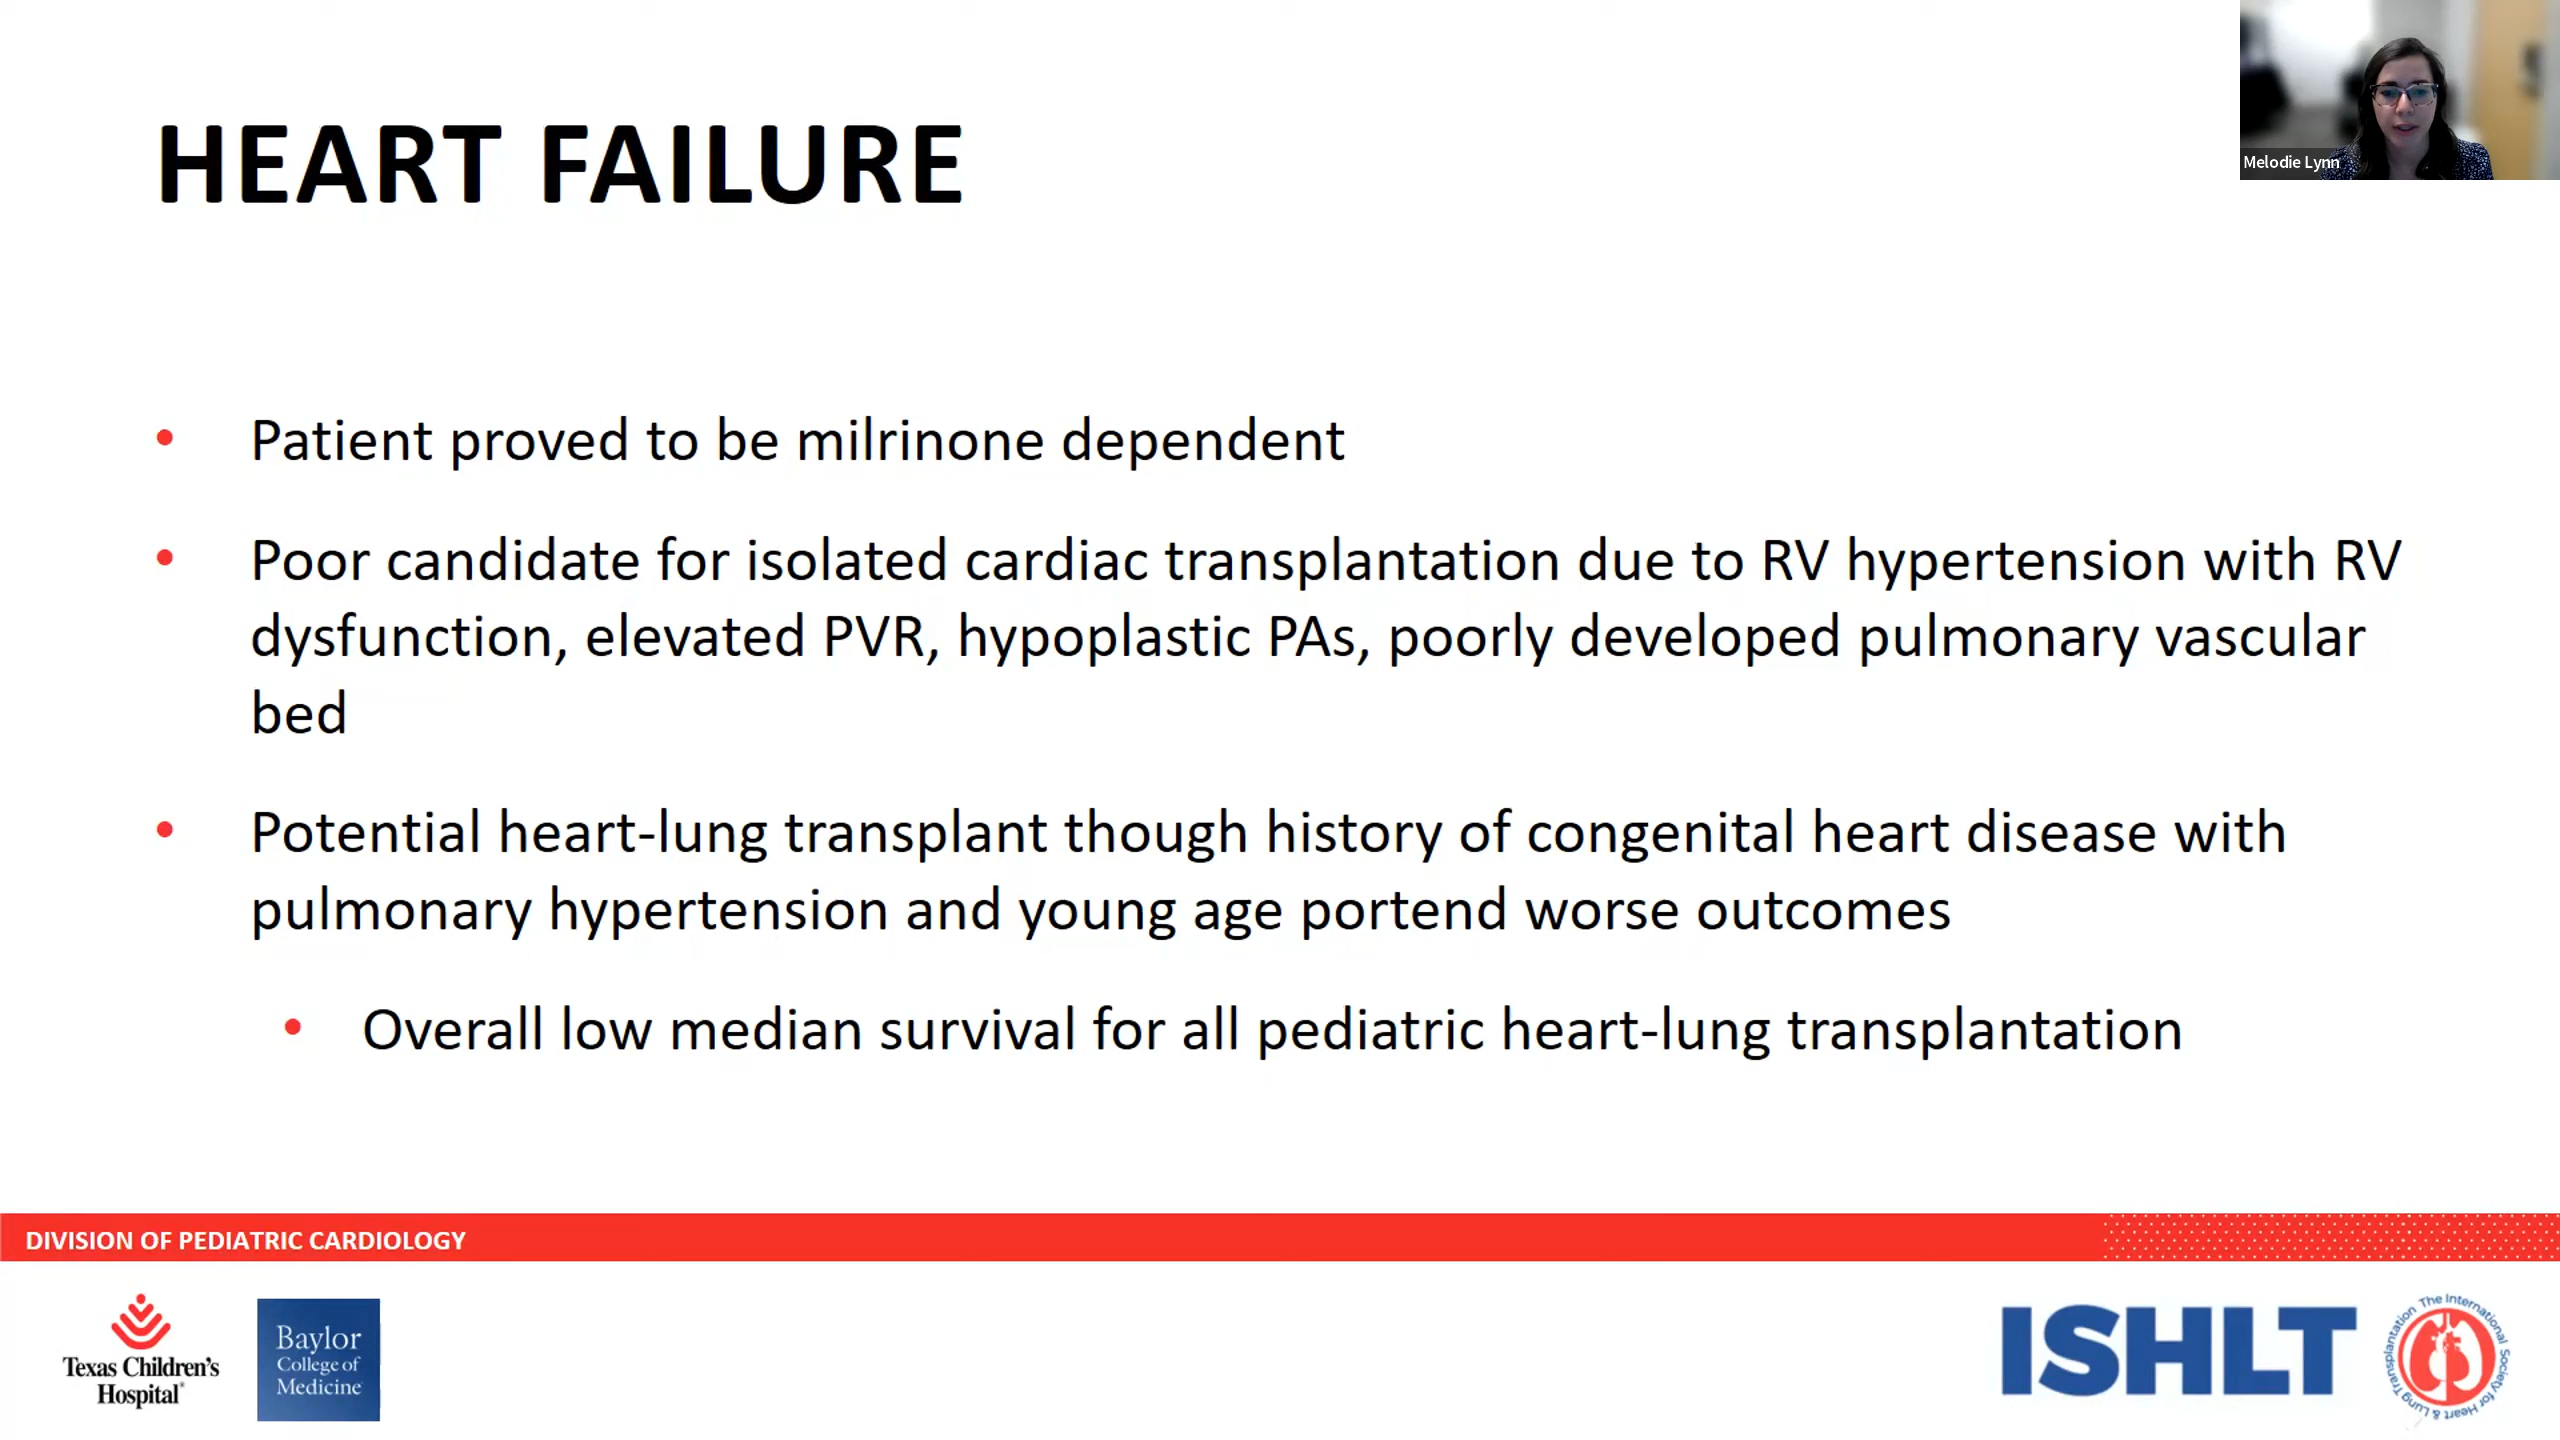 Melodie Lynn
HEART FAILURE
• Patient proved to be milrinone dependent
• Poor candidate for isolated cardiac transplantation due to RV hypertension with RV
dysfunction, elevated PVR, hypoplastic PAs, poorly developed pulmonary vascular
bed
• Potential heart-lung transplant though history of congenital heart disease with
pulmonary hypertension and young age portend worse outcomes
• Overall low median survival for all pediatric heart-lung transplantation
DIVISION OF PEDIATRIC CARDIOLOGY
Texas Children's
Hospital®
Baylor
College of
Medicine
ISHLT
The International Society for Heart & Lung Transplantation